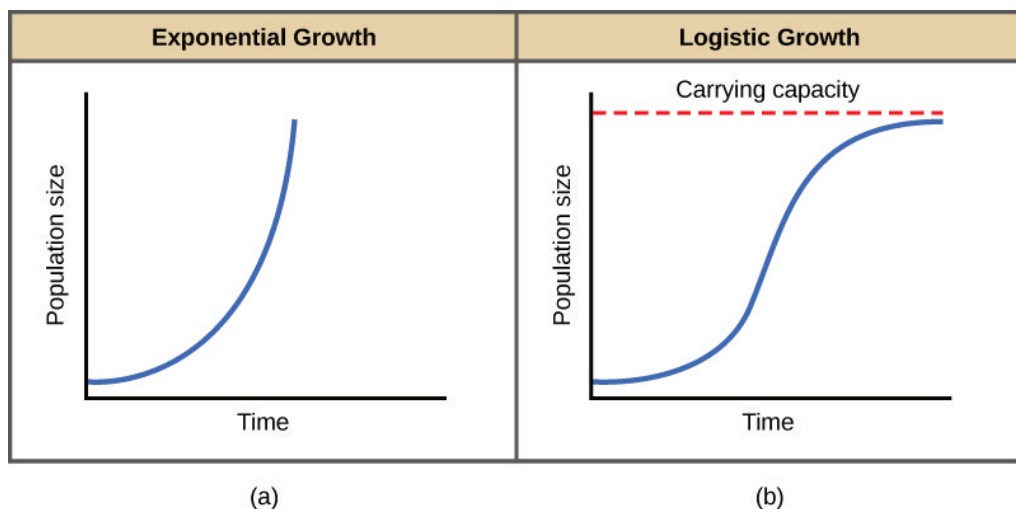 Exponential Growth
Logistic Growth
Population size
Time
Carrying capacity
Population size
Time
(a)
(b)